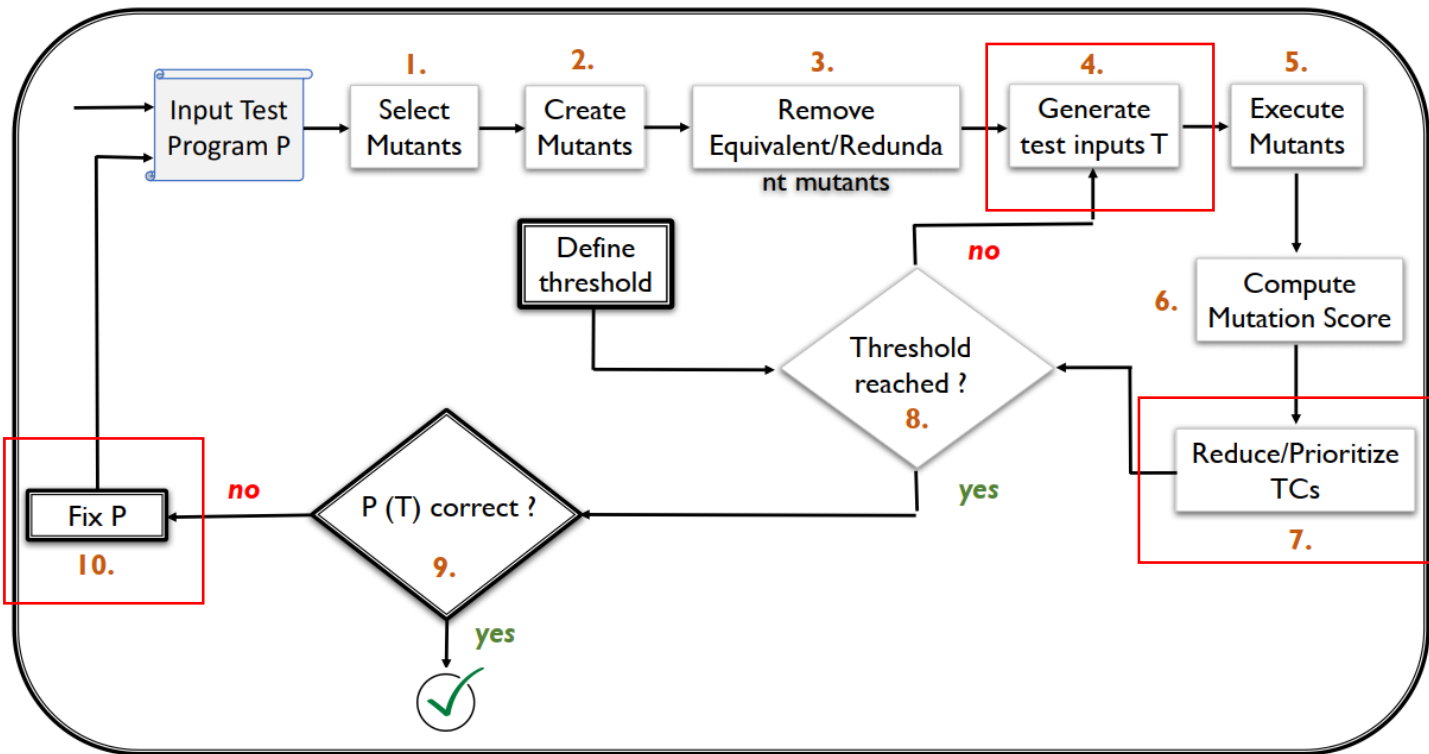 1.
2.
3.
4.
5.
Input Test
Program P
Select
Mutants
Create
Mutants
Remove
Equivalent/Redunda
nt mutants
Generate
test inputs T
Execute
Mutants
Define
threshold
no
Threshold
reached ?
8.
6.
Compute
Mutation Score
Reduce/Prioritize
TCs
7.
yes
P (T) correct ?
9.
no
Fix P
10.
yes